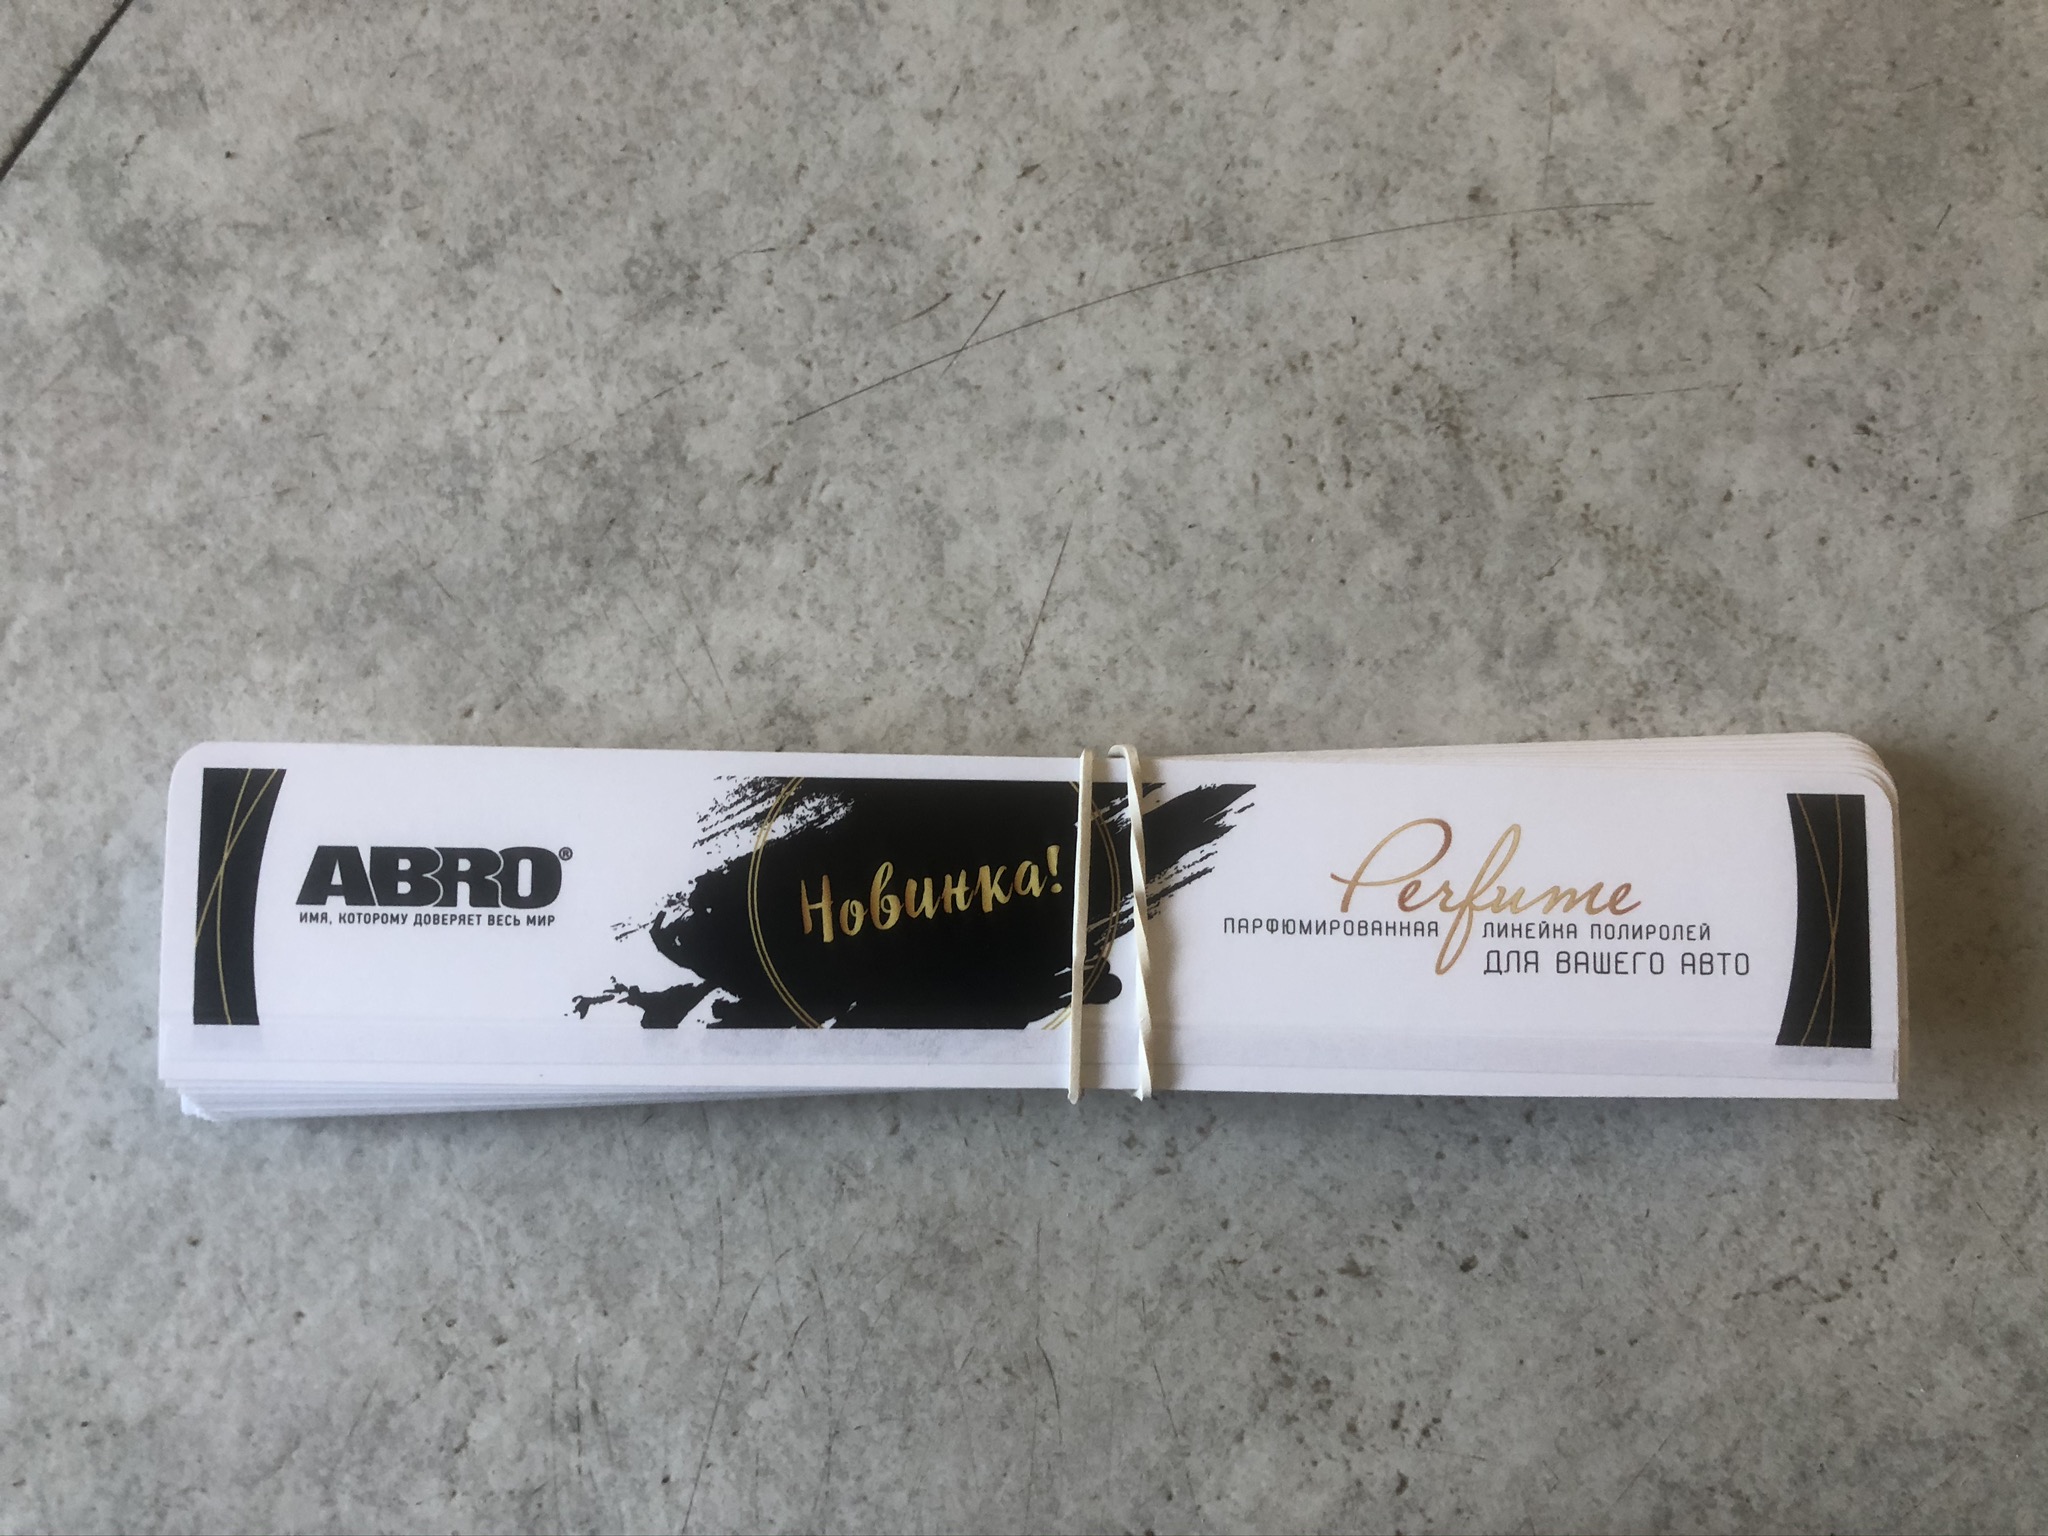 ABRO®
ИМЯ, КОТОРОМУ ДОВЕРЯЕТ ВЕСЬ МИР
Новинка!
Perfume
ПАРФЮМИРОВАННАЯ ЛИНЕЙКА ПОЛИРОЛЕЙ
ДЛЯ ВАШЕГО АВТО